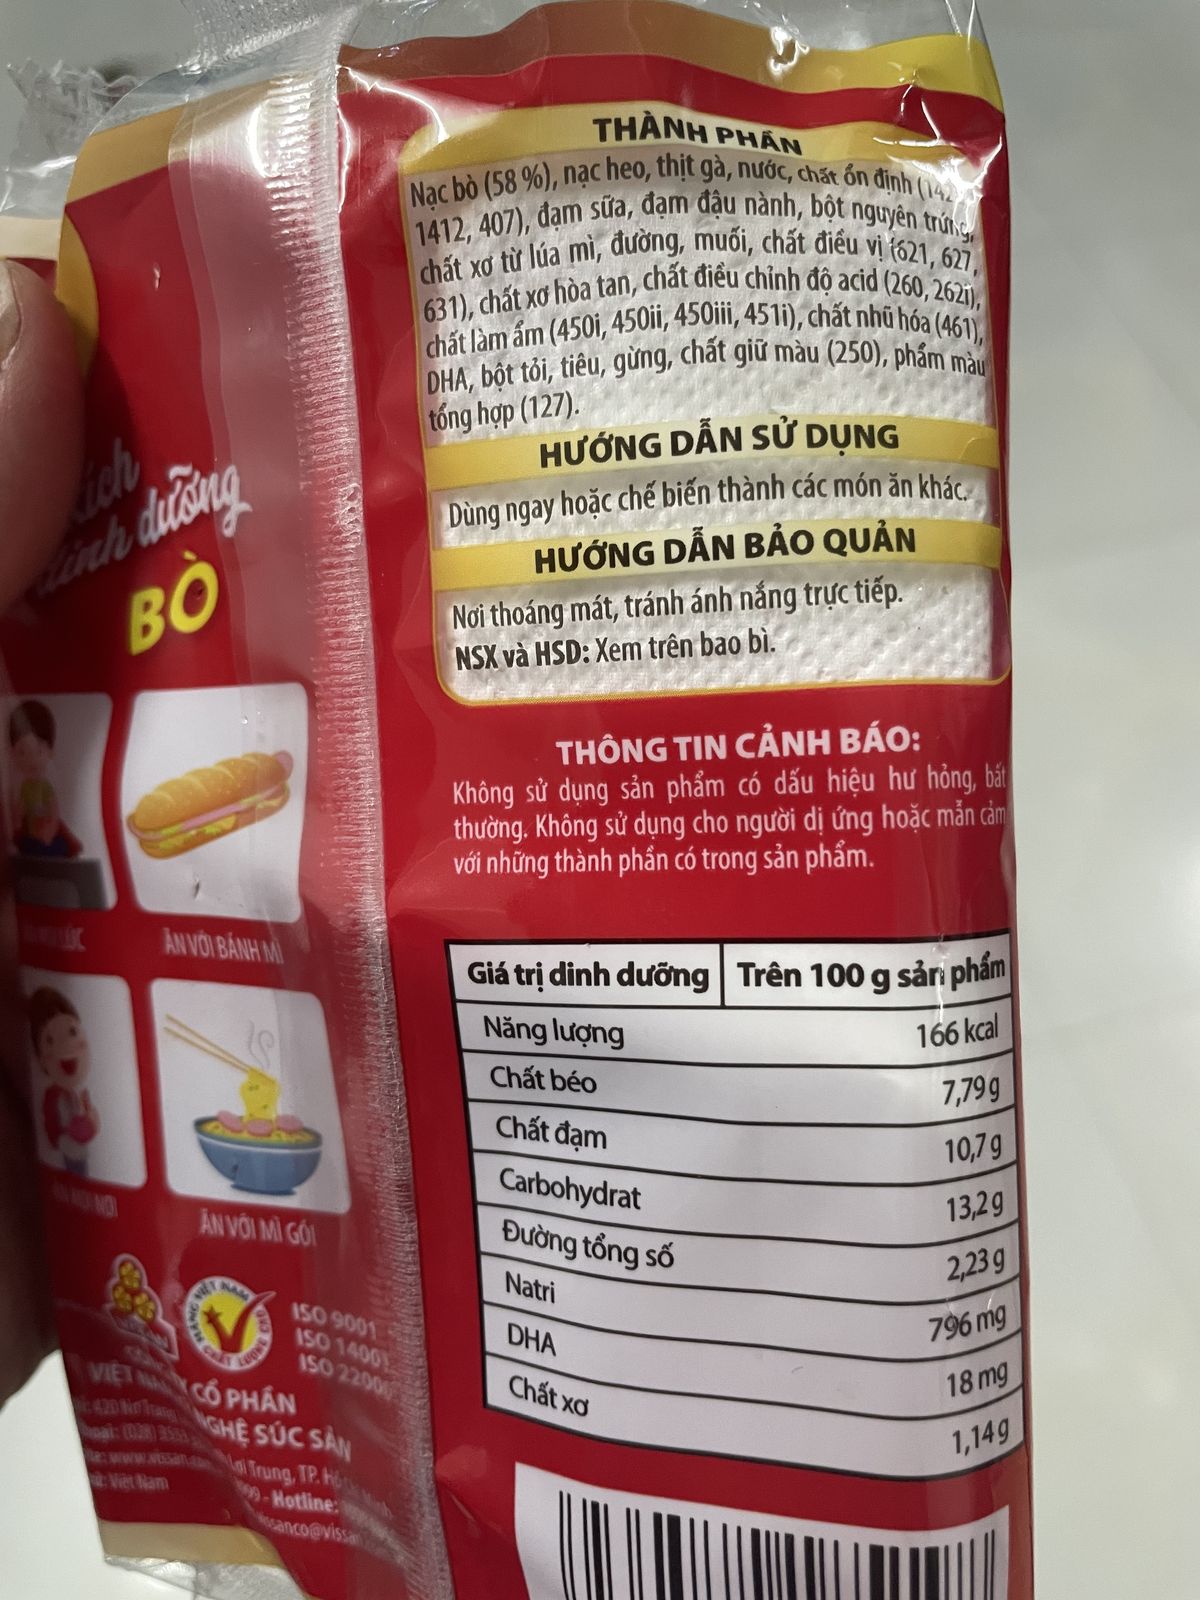 THÀNH PHẦN
Nạc bò (58 %), nạc heo, thịt gà, nước, chất ổn định
1412, 407), đạm sữa, đạm đậu nành, bột nguyên trứng,
chất xơ từ lúa mì, đường, muối, chất điều vị (621, 627,
631), chất xơ hòa tan, chất điều chỉnh độ acid (260, 262i),
chất làm ẩm (450i, 450ii, 450iii, 451i), chất nhũ hóa (461),
DHA, bột tỏi, tiêu, gừng, chất giữ màu (250), phẩm màu
tổng hợp (127).
HƯỚNG DẪN SỬ DỤNG
Dùng ngay hoặc chế biến thành các món ăn khác.
HƯỚNG DẪN BẢO QUẢN
Nơi thoáng mát, tránh ánh nắng trực tiếp.
NSX và HSD: Xem trên bao bì.
THÔNG TIN CẢNH BÁO:
Không sử dụng sản phẩm có dấu hiệu hư hỏng, bất
thường. Không sử dụng cho người dị ứng hoặc mẫn cảm
với những thành phần có trong sản phẩm.
Giá trị dinh dưỡng Trên 100 g sản phẩm
Năng lượng 166 kcal
Chất béo 7,79 g
Chất đạm 10,7 g
Carbohydrat 13,2 g
Đường tổng số 2,23 g
Natri 796 mg
DHA 18 mg
Chất xơ 1,14 g
dinh dưỡng
BÒ
ĂN VỚI BÁNH MÌ
ĂN VỚI MÌ GÓI
ISO 9001
ISO 14001
ISO 22000
CỔ PHẦN
VIỆT NAM
NGHỆ SÚC SẢN
Hotline:
Việt Nam